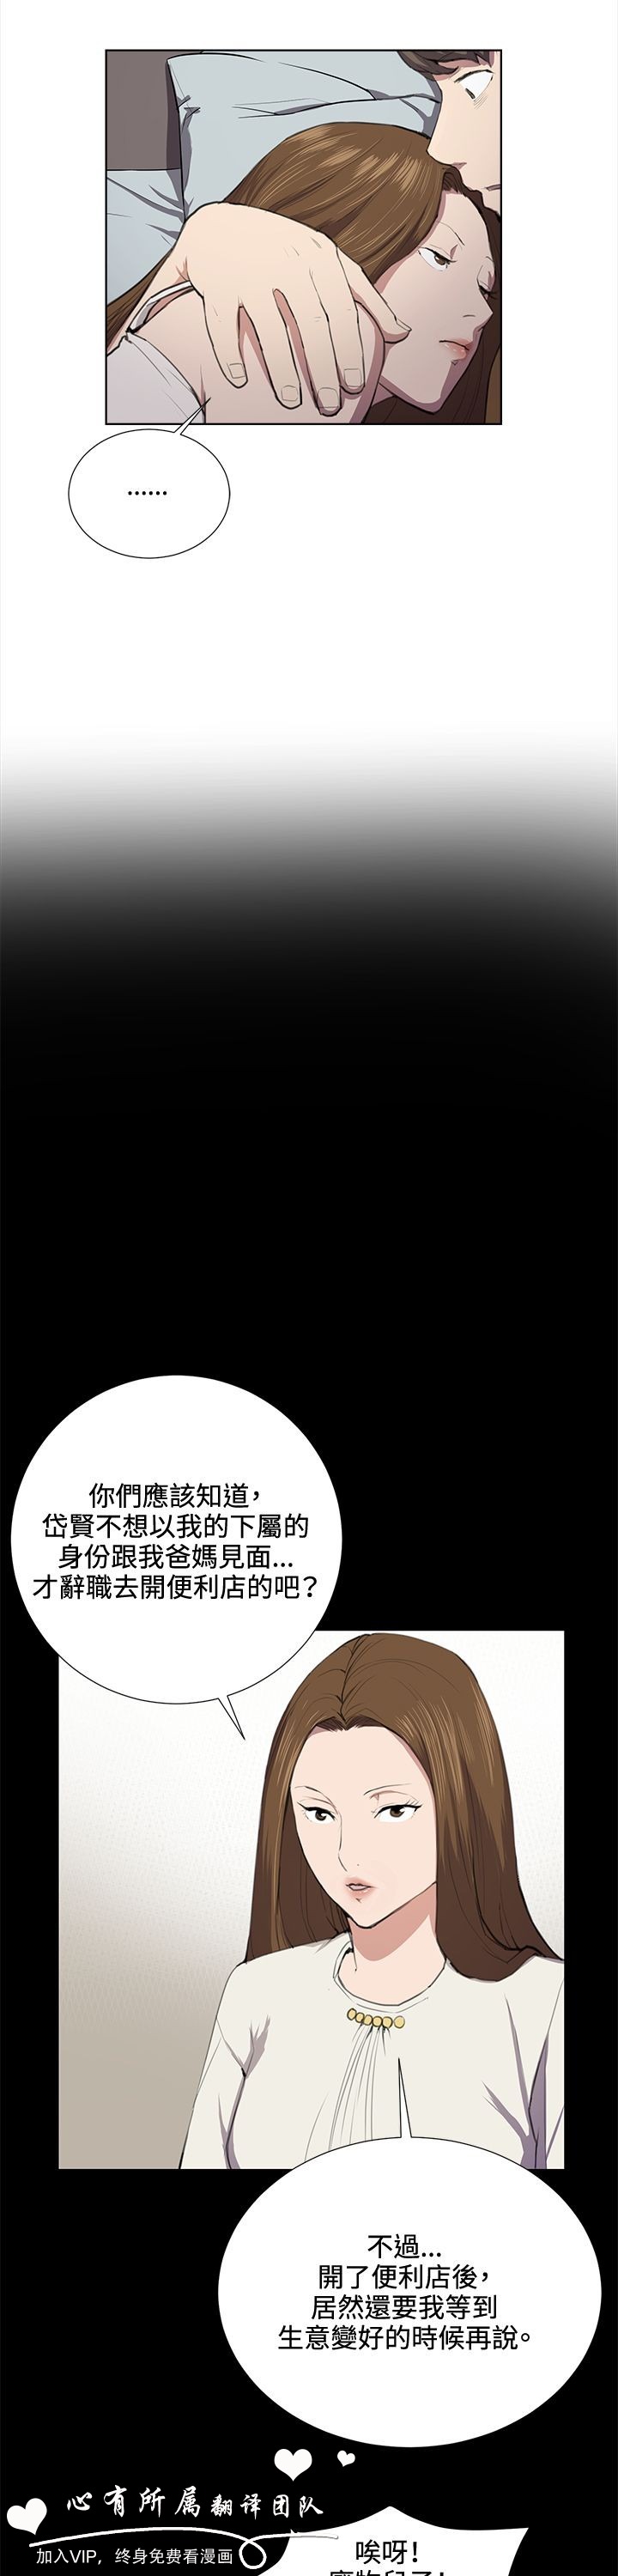 ......
你們應該知道,
岱賢不想以我的下屬的
身份跟我爸媽見面...
才辭職去開便利店的吧?
不過...
開了便利店後,
居然還要我等到
生意變好的時候再說。
心有所属翻译团队
加入VIP，终身免费看漫画
唉呀!